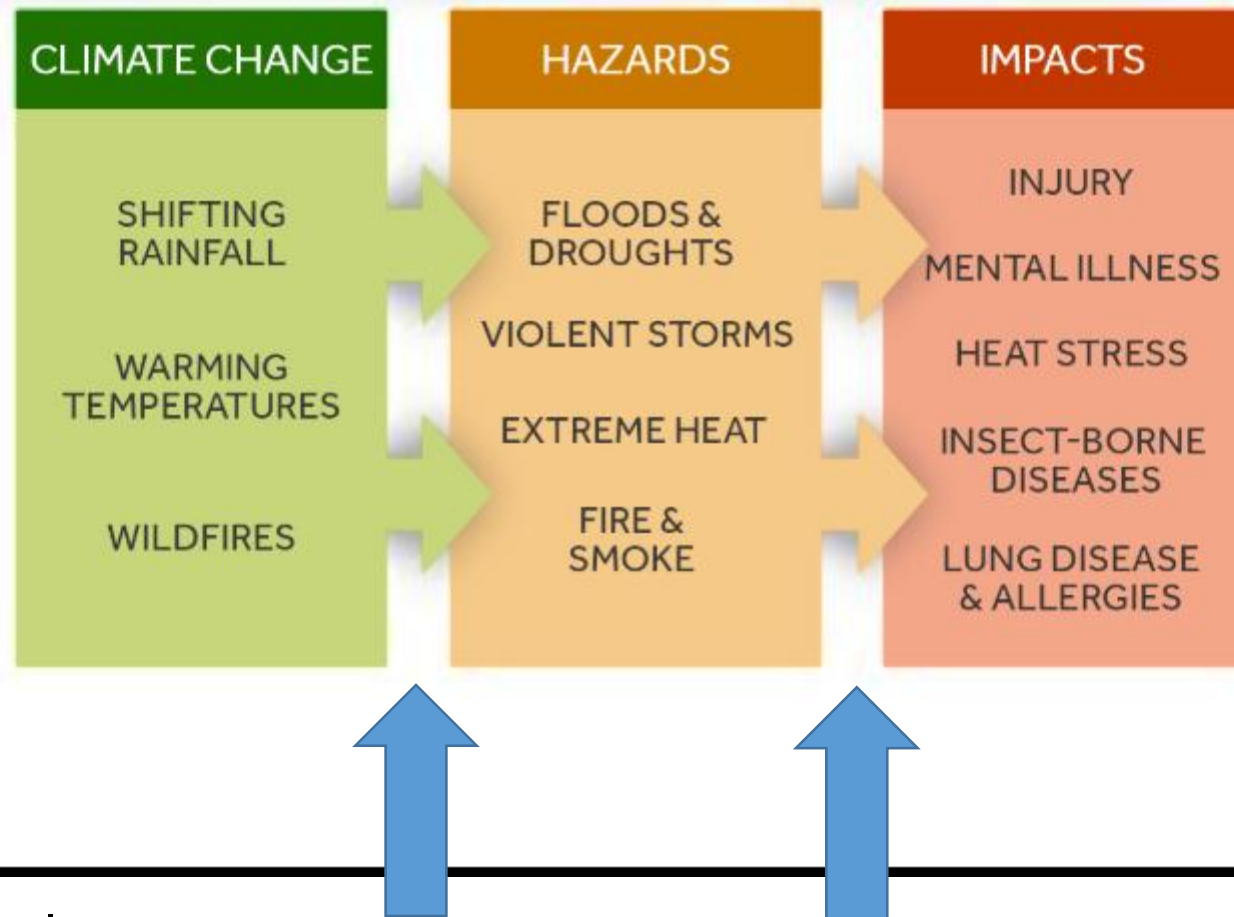 CLIMATE CHANGE
SHIFTING
RAINFALL
WARMING
TEMPERATURES
WILDFIRES
HAZARDS
FLOODS &
DROUGHTS
VIOLENT STORMS
EXTREME HEAT
FIRE &
SMOKE
IMPACTS
INJURY
MENTAL ILLNESS
HEAT STRESS
INSECT-BORNE
DISEASES
LUNG DISEASE
& ALLERGIES